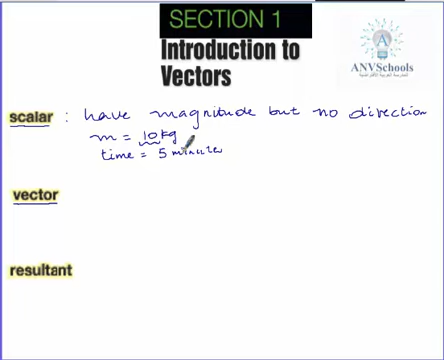 SECTION 1
Introduction to
Vectors
ANVSchools
scalar : have magnitude but no direction
m = 10kg
time = 5 minutes
vector
resultant